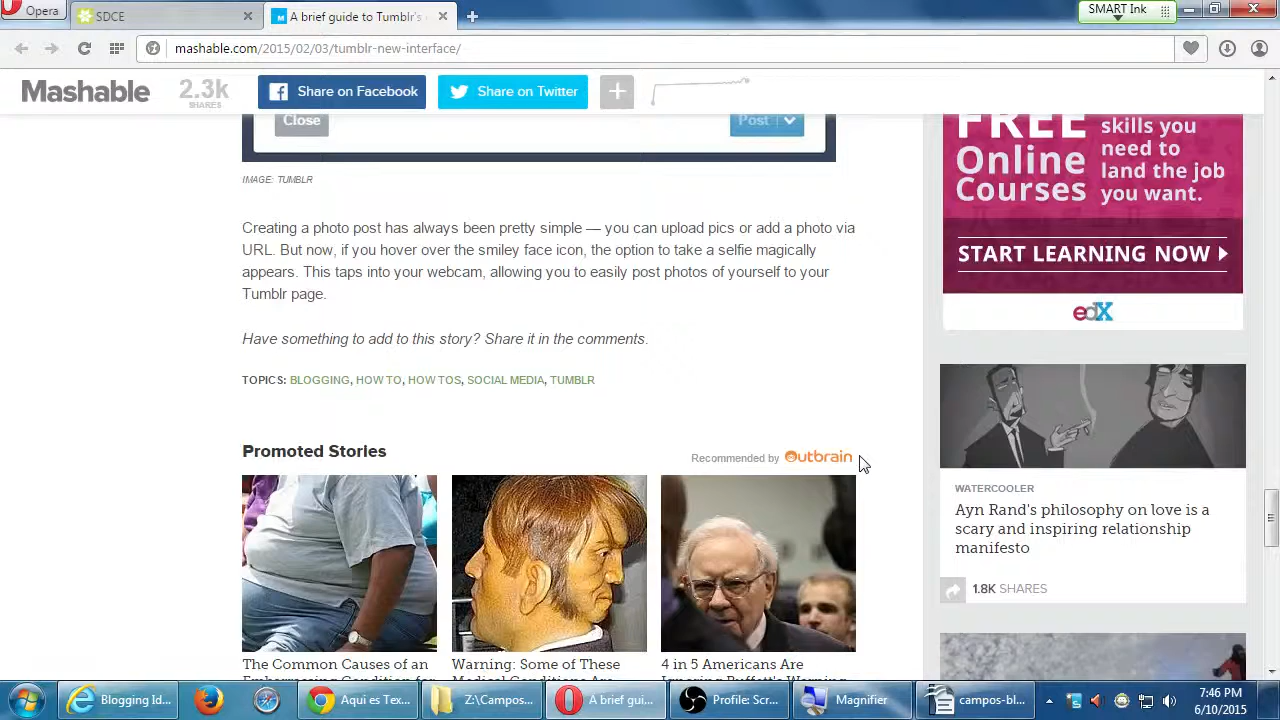 Opera
SDCE
A brief guide to Tumblr's
SMART Ink
mashable.com/2015/02/03/tumblr-new-interface/
Mashable
2.3k
SHARES
Share on Facebook
Share on Twitter
Close
Post
IMAGE: TUMBLR
Creating a photo post has always been pretty simple — you can upload pics or add a photo via
URL. But now, if you hover over the smiley face icon, the option to take a selfie magically
appears. This taps into your webcam, allowing you to easily post photos of yourself to your
Tumblr page.
Have something to add to this story? Share it in the comments.
TOPICS: BLOGGING, HOW TO, HOW TOS, SOCIAL MEDIA, TUMBLR
Promoted Stories
Recommended by Outbrain
The Common Causes of an
Embarrassing Condition for
Warning: Some of These
Medical Conditions Are
4 in 5 Americans Are
Ignoring Buffett's Warning
FREE
Online
Courses
skills you
need to
land the job
you want.
START LEARNING NOW
edX
WATERCOOLER
Ayn Rand's philosophy on love is a
scary and inspiring relationship
manifesto
1.8K SHARES
Blogging Id...
Aqui es Tex...
Z:\Campos...
A brief gui...
Profile: Scr...
Magnifier
campos-bl...
7:46 PM
6/10/2015